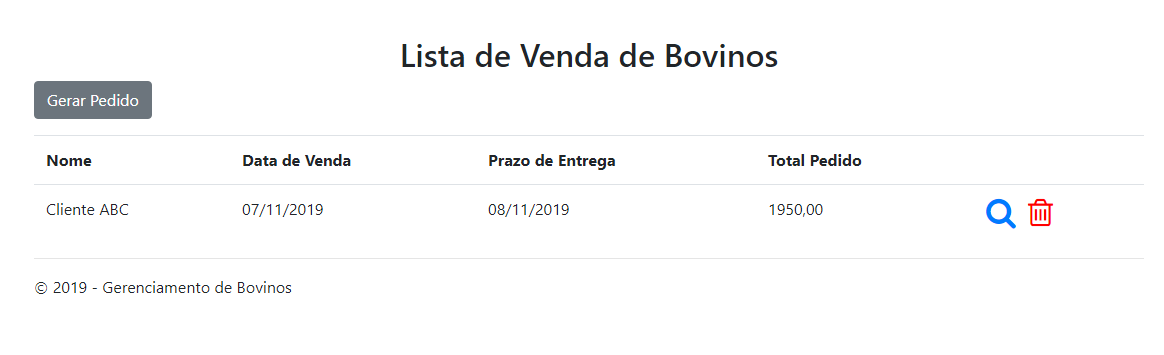 Lista de Venda de Bovinos
Gerar Pedido
Nome Data de Venda Prazo de Entrega Total Pedido
Cliente ABC 07/11/2019 08/11/2019 1950,00
© 2019 - Gerenciamento de Bovinos